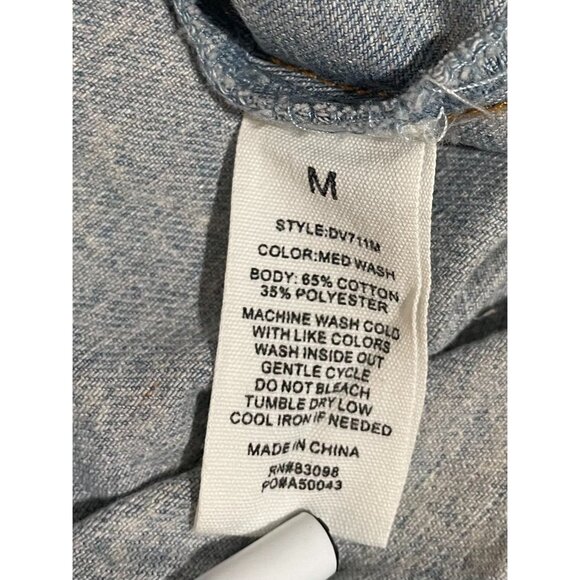 M
STYLE:DV711M
COLOR:MED WASH
BODY: 65% COTTON
35% POLYESTER
MACHINE WASH COLD
WITH LIKE COLORS
WASH INSIDE OUT
GENTLE CYCLE
DO NOT BLEACH
TUMBLE DRY LOW
COOL IRON IF NEEDED
MADE IN CHINA
RN#83098
PO#A50043